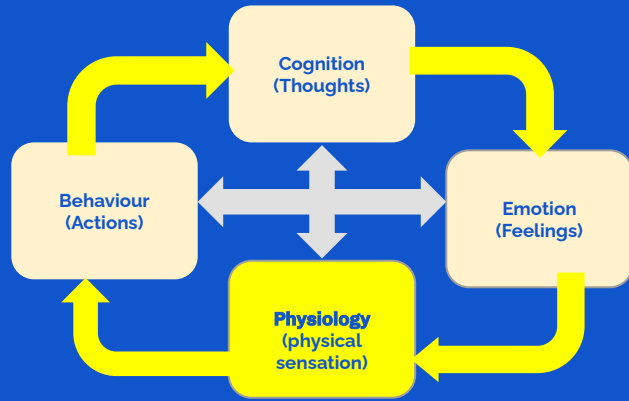 Cognition
(Thoughts)
Behaviour
(Actions)
Emotion
(Feelings)
Physiology
(physical
sensation)